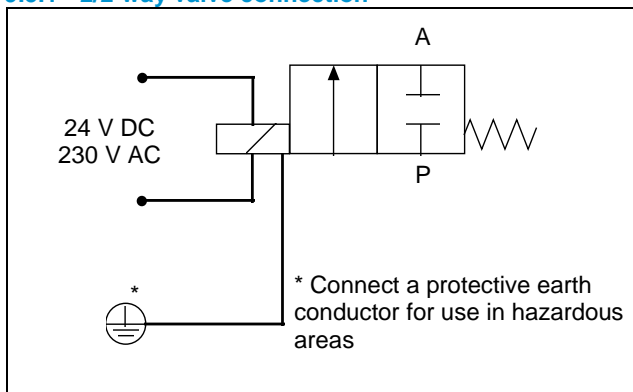 A
24 V DC
230 V AC
P
*
* Connect a protective earth
conductor for use in hazardous
areas